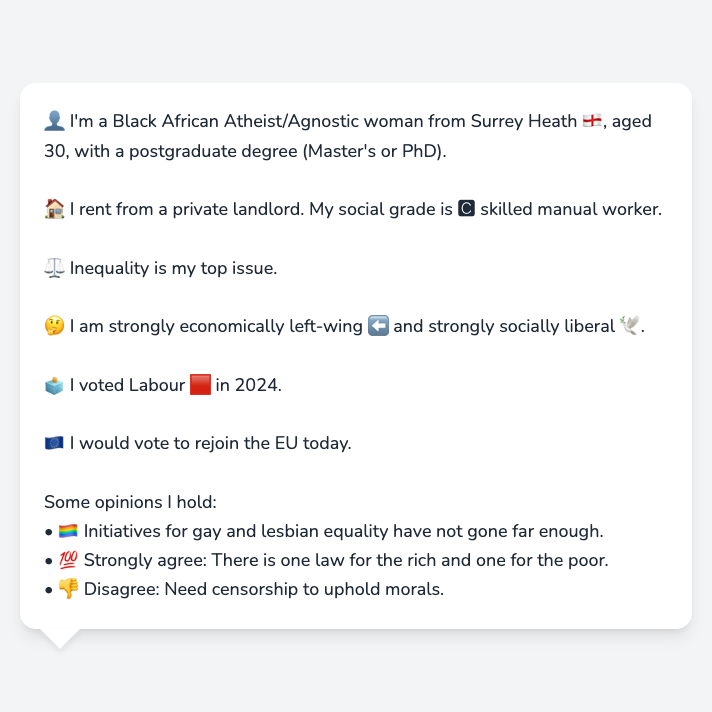 👤 I'm a Black African Atheist/Agnostic woman from Surrey Heath 🏴󠁧󠁢󠁥󠁮󠁧󠁿, aged
30, with a postgraduate degree (Master's or PhD).
🏠 I rent from a private landlord. My social grade is 🅲 skilled manual worker.
⚖️ Inequality is my top issue.
🤔 I am strongly economically left-wing ⬅️ and strongly socially liberal 🕊️.
🗳️ I voted Labour 🟥 in 2024.
🇪🇺 I would vote to rejoin the EU today.
Some opinions I hold:
• 🏳️‍🌈 Initiatives for gay and lesbian equality have not gone far enough.
• 💯 Strongly agree: There is one law for the rich and one for the poor.
• 👎 Disagree: Need censorship to uphold morals.